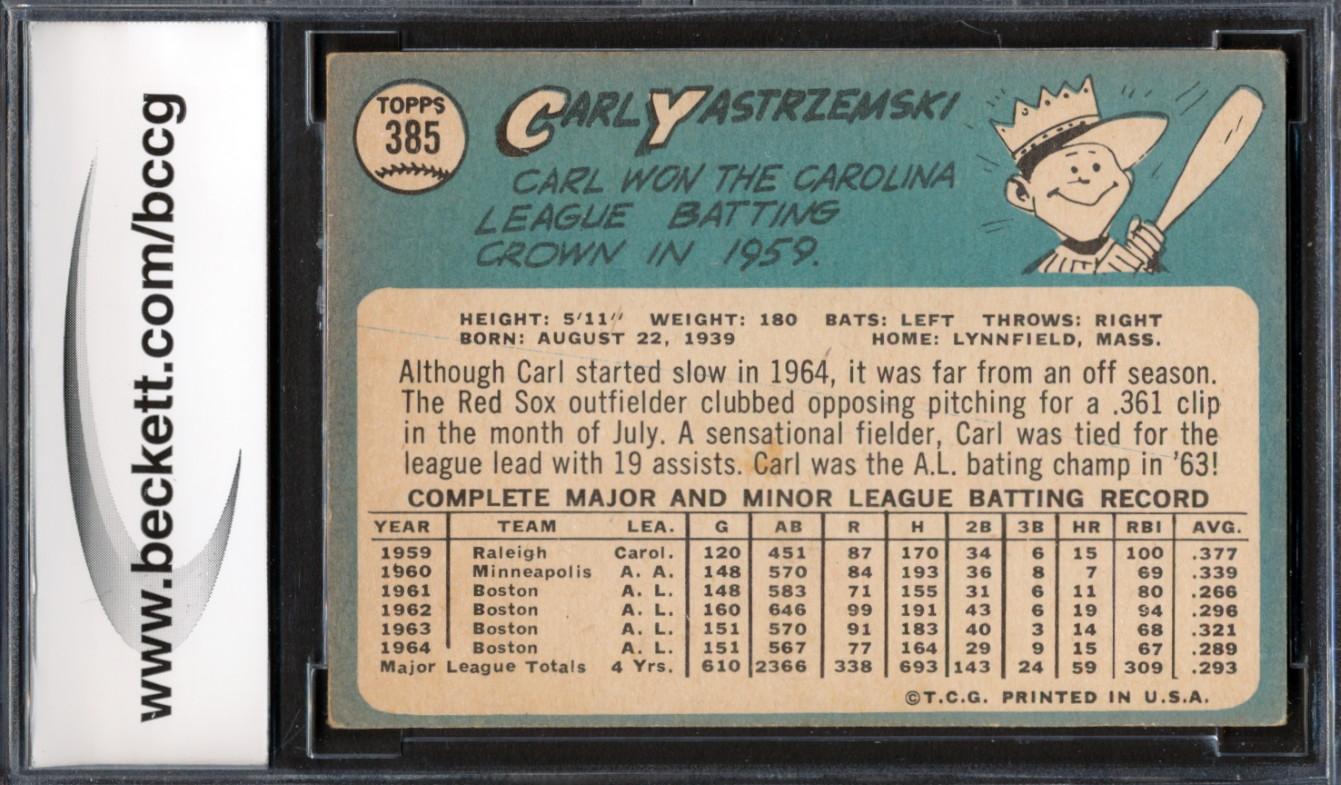 www.beckett.com/bccg
TOPPS
385
CARL YASTRZEMSKI
CARL WON THE CAROLINA
LEAGUE BATTING
CROWN IN 1959.
HEIGHT: 5'11" WEIGHT: 180 BATS: LEFT THROWS: RIGHT
BORN: AUGUST 22, 1939 HOME: LYNNFIELD, MASS.
Although Carl started slow in 1964, it was far from an off season.
The Red Sox outfielder clubbed opposing pitching for a .361 clip
in the month of July. A sensational fielder, Carl was tied for the
league lead with 19 assists. Carl was the A.L. bating champ in '63!
COMPLETE MAJOR AND MINOR LEAGUE BATTING RECORD
YEAR TEAM LEA. G AB R H 2B 3B HR RBI AVG.
1959 Raleigh Carol. 120 451 87 170 34 6 15 100 .377
1960 Minneapolis A. A. 148 570 84 193 36 8 7 69 .339
1961 Boston A. L. 148 583 71 155 31 6 11 80 .266
1962 Boston A. L. 160 646 99 191 43 6 19 94 .296
1963 Boston A. L. 151 570 91 183 40 3 14 68 .321
1964 Boston A. L. 151 567 77 164 29 9 15 67 .289
Major League Totals 4 Yrs. 610 2366 338 693 143 24 59 309 .293
©T.C.G. PRINTED IN U.S.A.